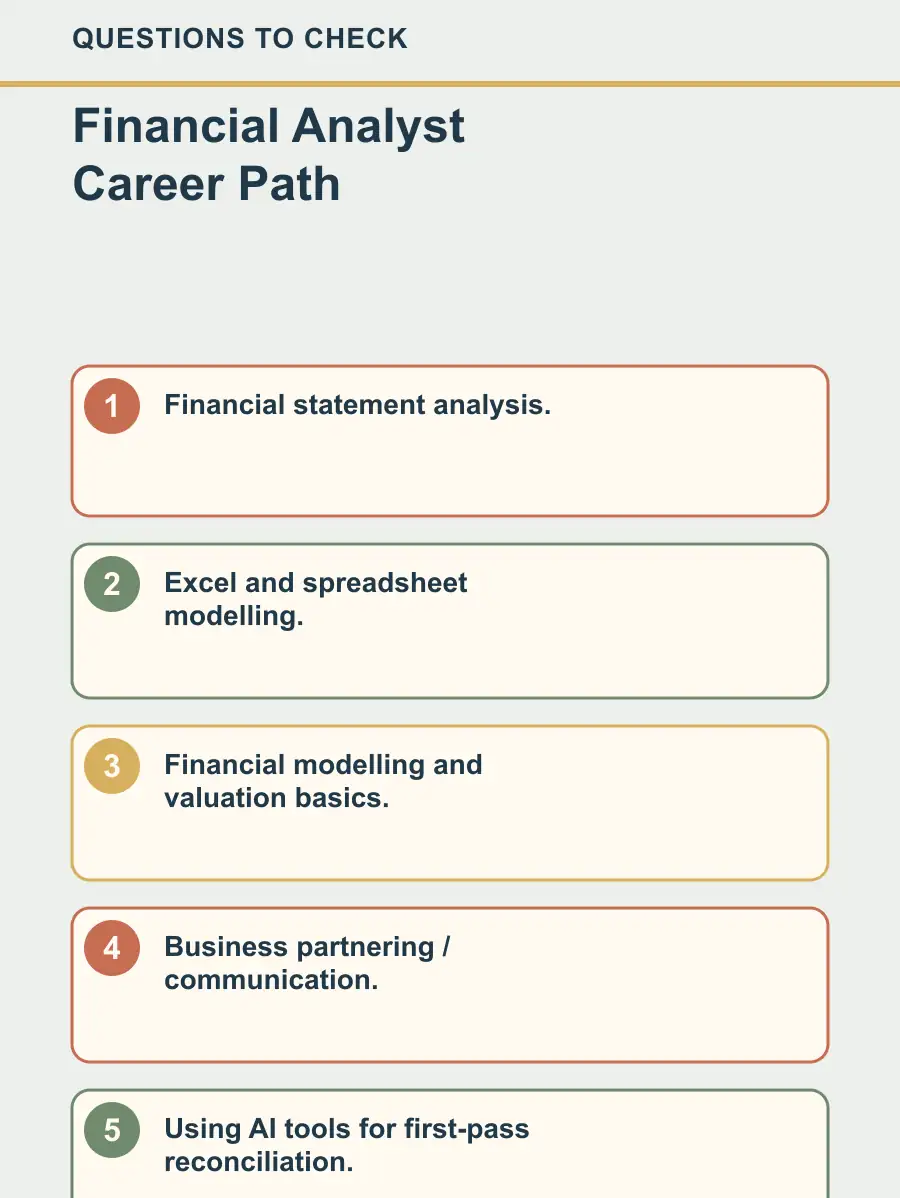 QUESTIONS TO CHECK
Financial Analyst
Career Path
1
Financial statement analysis.
2
Excel and spreadsheet
modelling.
3
Financial modelling and
valuation basics.
4
Business partnering /
communication.
5
Using AI tools for first-pass
reconciliation.